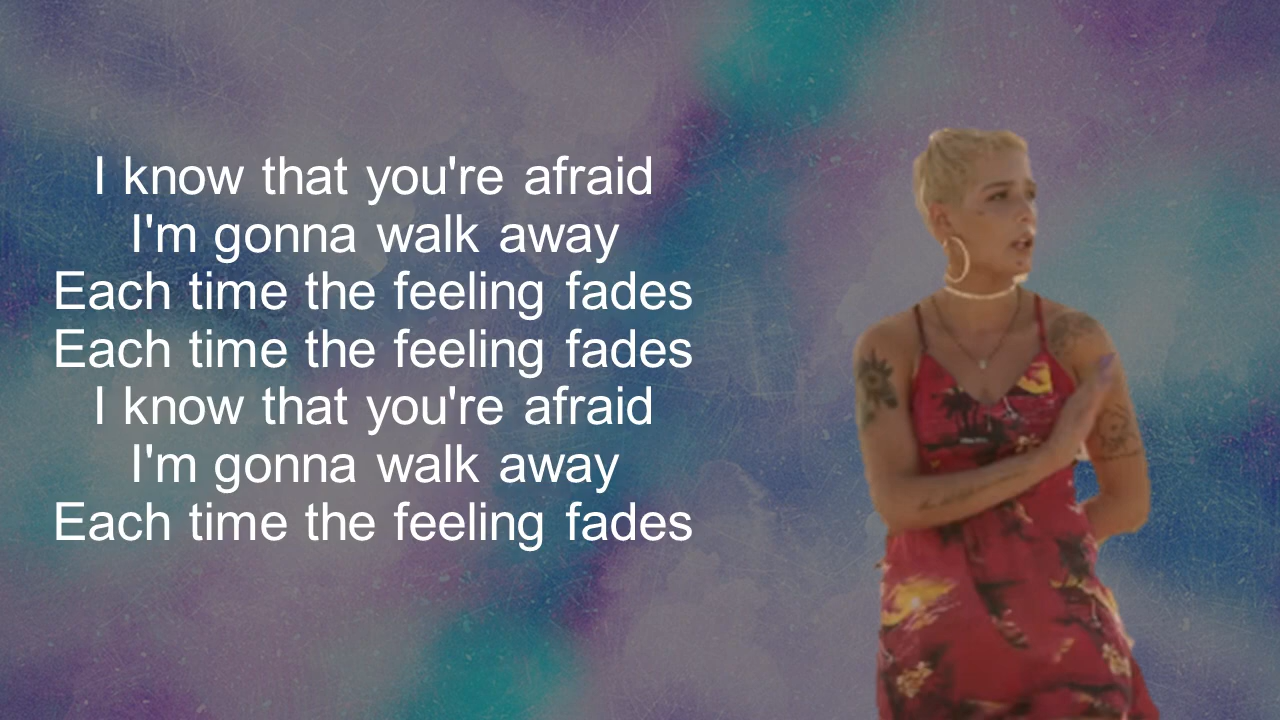 I know that you're afraid
I'm gonna walk away
Each time the feeling fades
Each time the feeling fades
I know that you're afraid
I'm gonna walk away
Each time the feeling fades